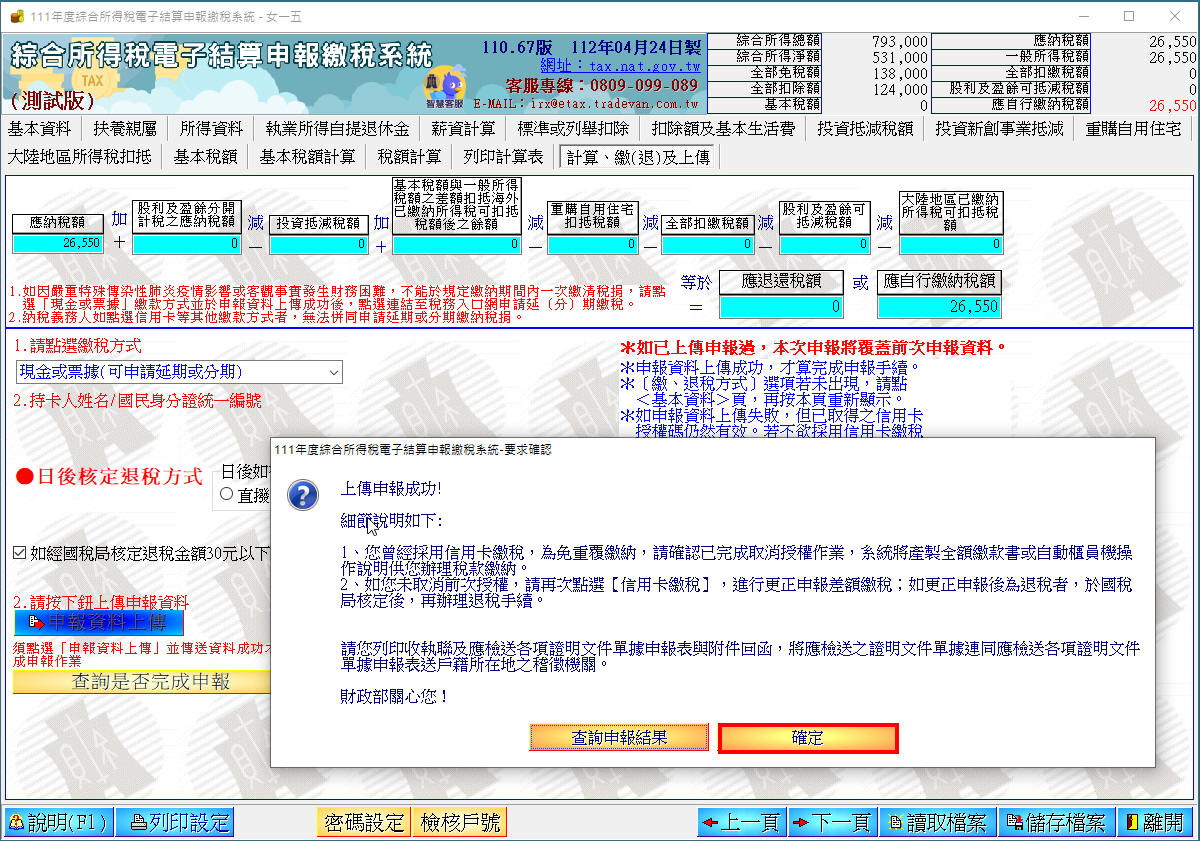 111年度綜合所得稅電子結算申報繳稅系統 - 女一五
綜合所得稅電子結算申報繳稅系統
(測試版)
TAX
智慧客服
110.67版 112年04月24日製
網址：tax.nat.gov.tw
客服專線：0809-099-089
E-MAIL：irx@etax.tradevan.com.tw
綜合所得總額 793,000 應納稅額 26,550
綜合所得淨額 531,000 一般所得稅額 26,550
全部免稅額 138,000 全部扣繳稅額 0
全部扣除額 124,000 股利及盈餘可抵減稅額 0
基本稅額 0 應自行繳納稅額 26,550
基本資料 扶養親屬 所得資料 執業所得自提退休金 薪資計算 標準或列舉扣除 扣除額及基本生活費 投資抵減稅額 投資新創事業抵減 重購自用住宅
大陸地區所得稅扣抵 基本稅額 基本稅額計算 稅額計算 列印計算表 計算、繳(退)及上傳
應納稅額
26,550
加
＋
股利及盈餘分開
計稅之應納稅額
0
減
－
投資抵減稅額
0
加
＋
基本稅額與一般所得
稅額之差額扣抵海外
已繳納所得稅可扣抵
稅額後之餘額
0
減
－
重購自用住宅
扣抵稅額
0
減
－
全部扣繳稅額
0
減
－
股利及盈餘可
抵減稅額
0
減
－
大陸地區已繳納
所得稅可扣抵稅
額
0
1.如因嚴重特殊傳染性肺炎疫情影響或客觀事實發生財務困難，不能於規定繳納期間內一次繳清稅捐，請點
選「現金或票據」繳款方式並於申報資料上傳成功後，點選連結至稅務入口網申請延（分）期繳稅。
2.納稅義務人如點選信用卡等其他繳款方式者，無法併同申請延期或分期繳納稅捐。
等於
＝
應退還稅額
0
或
應自行繳納稅額
26,550
1.請點選繳稅方式
現金或票據(可申請延期或分期)
2.持卡人姓名/國民身分證統一編號
＊如已上傳申報過，本次申報將覆蓋前次申報資料。
＊申報資料上傳成功，才算完成申報手續。
＊〔繳、退稅方式〕選項若未出現，請點
＜基本資料＞頁，再按本頁重新顯示。
＊如申報資料上傳失敗，但已取得之信用卡
授權碼仍然有效。若不欲採用信用卡繳稅
●日後核定退稅方式
日後如
直撥
如經國稅局核定退稅金額30元以下
2.請按下鈕上傳申報資料
申報資料上傳
須點選「申報資料上傳」並傳送資料成功才
成申報作業
查詢是否完成申報
111年度綜合所得稅電子結算申報繳稅系統-要求確認
上傳申報成功!
細節說明如下:
1、您曾經採用信用卡繳稅，為免重覆繳納，請確認已完成取消授權作業，系統將產製全額繳款書或自動櫃員機操
作說明供您辦理稅款繳納。
2、如您未取消前次授權，請再次點選【信用卡繳稅】，進行更正申報差額繳稅；如更正申報後為退稅者，於國稅
局核定後，再辦理退稅手續。
請您列印收執聯及應檢送各項證明文件單據申報表與附件回函，將應檢送之證明文件單據連同應檢送各項證明文件
單據申報表送戶籍所在地之稽徵機關。
財政部關心您！
查詢申報結果 確定
說明(F1) 列印設定 密碼設定 檢核戶號 上一頁 下一頁 讀取檔案 儲存檔案 離開